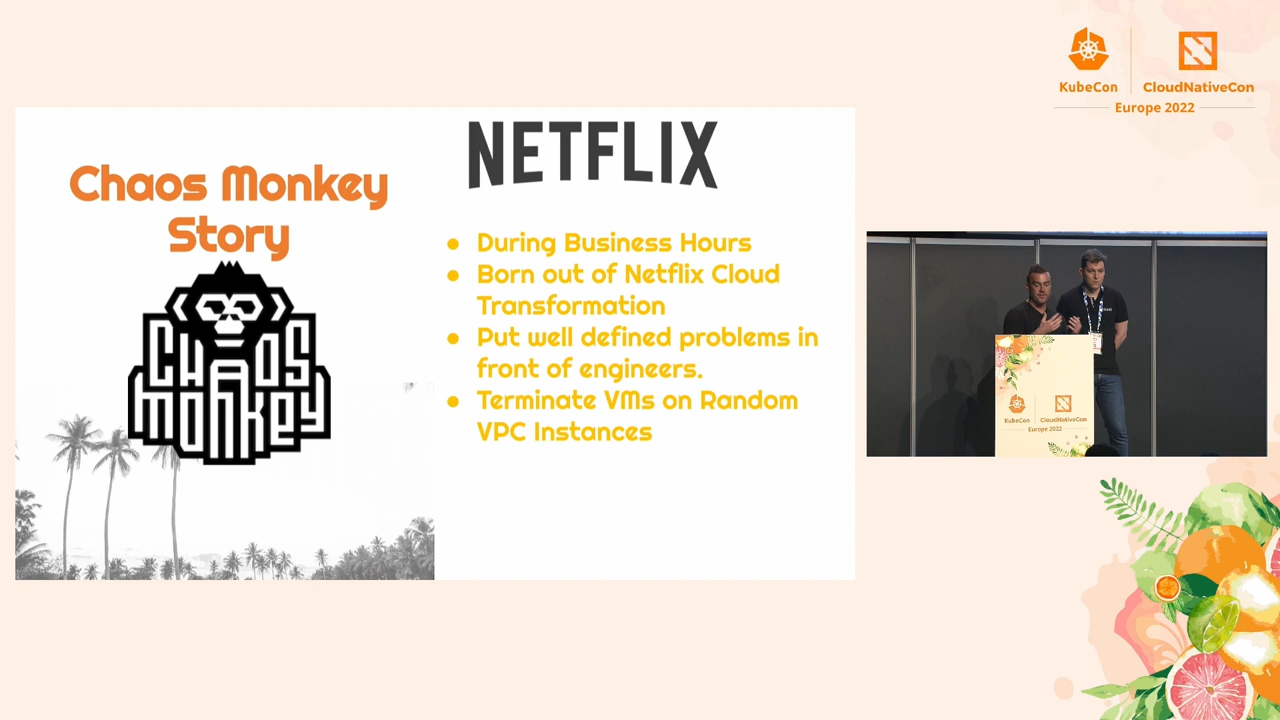 KubeCon
CloudNativeCon
Europe 2022
Chaos Monkey
Story
CHAOS
monkey
NETFLIX
● During Business Hours
● Born out of Netflix Cloud
Transformation
● Put well defined problems in
front of engineers.
● Terminate VMs on Random
VPC Instances
KubeCon
CloudNativeCon
Europe 2022